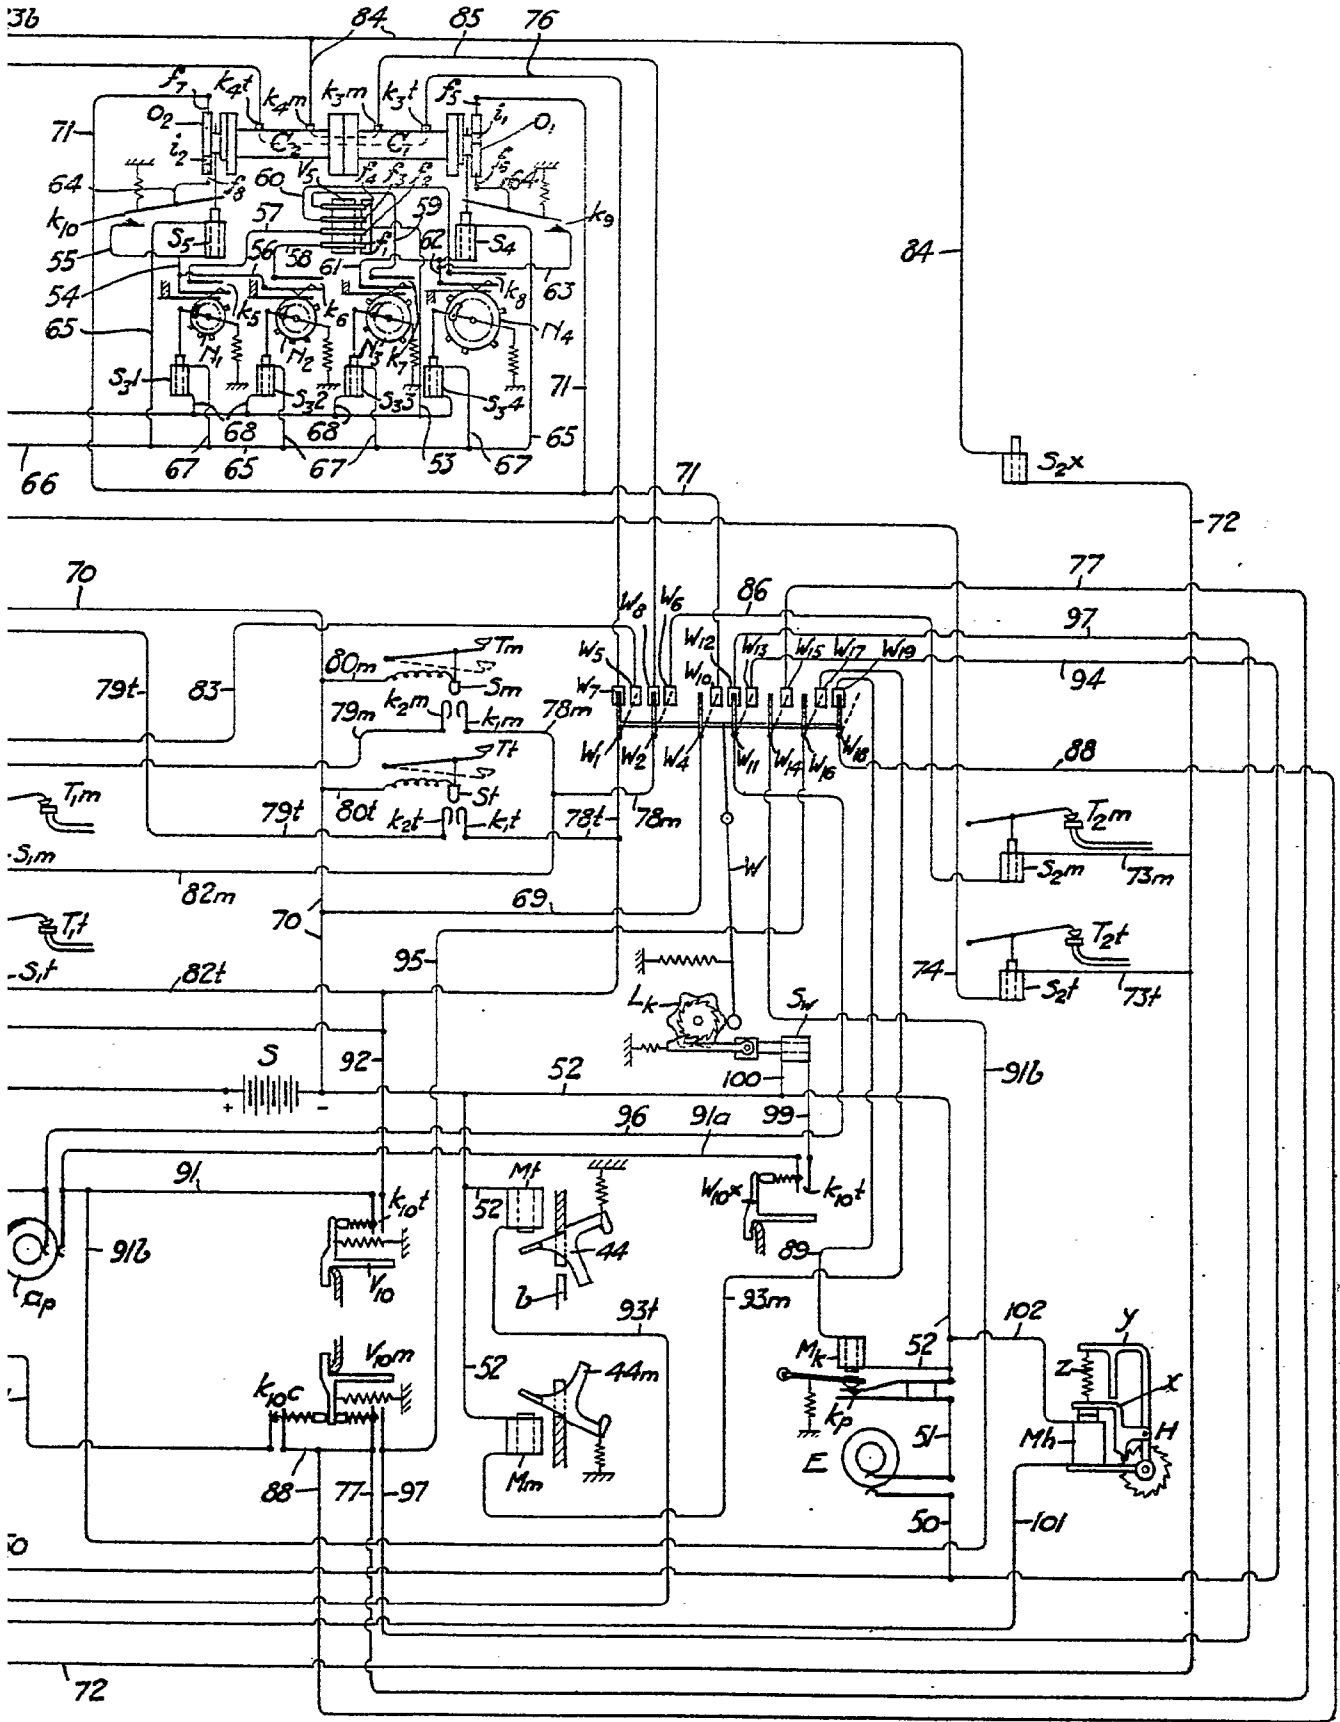 84 85 76
f7 k4t k4m k3m k3t f5
O2 i1 O1
71 C2 C1
i2
V5 f4 f3 f2 f5
64 f8 60 64
k10 57 59 k9
S5 S4
55 56 58 f1 62
54 61 63
k5 k6 k8 84
65 N1 N2 N3 k7 N4
S31 S32 S33 S34 71
68 68 65
67 65 67 53 67
66 71
S2x
72
70 77
W8 W6 86
97
Tm W5 W12 W13 W15 W17 W19
80m W10
79t 83 Sm W7 94
k2m
79m k1m 78m
Tt W1 W2 W4 W11 W14 W16 W18
88
St
T1m 80t T2m
79t k2t k1t 78t 78m
S1m W S2m 73m
82m
69
70
T1t T2t
95 74
S1t 82t Lk Sw S2t 73t
S 92 52 100 91b
+ -
96 91a 99
91 Mt
k10t 52 W10x k10t
91b 44 89
ap V10 b 93m
93t 102 y
V10m 52 44m Mk 52 z
x
k10c kp
51 Mh H
E
Mm
88 77 97
50 101
50
72